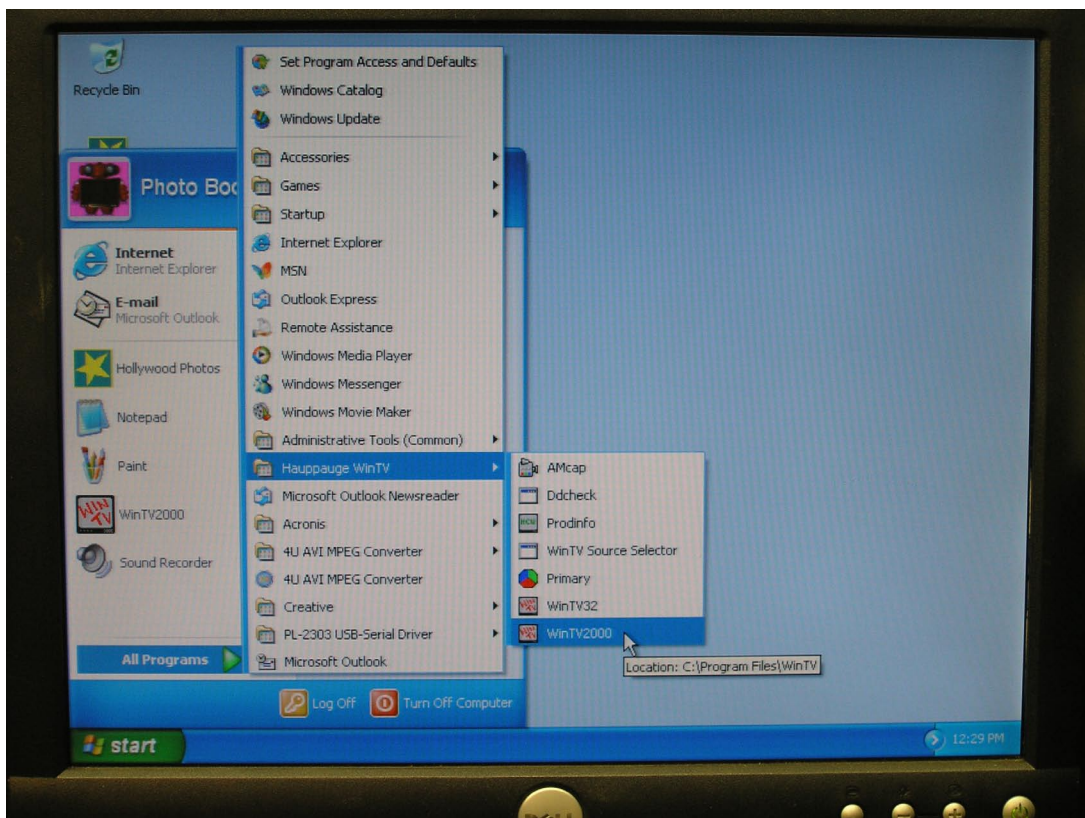 Recycle Bin
Photo Boo
Internet
Internet Explorer
E-mail
Microsoft Outlook
Hollywood Photos
Notepad
Paint
WinTV2000
Sound Recorder
All Programs
Set Program Access and Defaults
Windows Catalog
Windows Update
Accessories
Games
Startup
Internet Explorer
MSN
Outlook Express
Remote Assistance
Windows Media Player
Windows Messenger
Windows Movie Maker
Administrative Tools (Common)
Hauppauge WinTV
Microsoft Outlook Newsreader
Acronis
4U AVI MPEG Converter
4U AVI MPEG Converter
Creative
PL-2303 USB-Serial Driver
Microsoft Outlook
AMcap
Ddcheck
Prodinfo
WinTV Source Selector
Primary
WinTV32
WinTV2000
Location: C:\Program Files\WinTV
Log Off
Turn Off Computer
start
12:29 PM